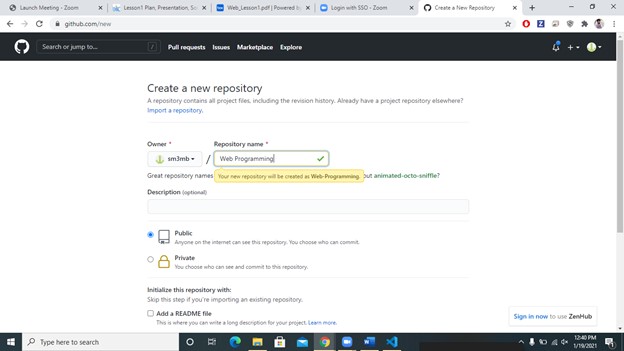 Launch Meeting - Zoom
Lesson1 Plan, Presentation, Sol
Web_Lesson1.pdf | Powered b
Login with SSO - Zoom
Create a New Repository
github.com/new
Search or jump to...
/
Pull requests Issues Marketplace Explore
Create a new repository
A repository contains all project files, including the revision history. Already have a project repository elsewhere?
Import a repository.
Owner * Repository name *
sm3mb / Web Programming
Great repository names
Your new repository will be created as Web-Programming.
out animated-octo-sniffle?
Description (optional)
Public
Anyone on the internet can see this repository. You choose who can commit.
Private
You choose who can see and commit to this repository.
Initialize this repository with:
Skip this step if you're importing an existing repository.
Add a README file
This is where you can write a long description for your project. Learn more.
Sign in now to use ZenHub
Type here to search
12:40 PM
1/19/2021